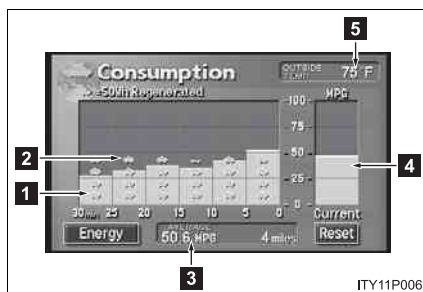 5
Consumption
OUTSIDE TEMP 75 F
=50Wh Regenerated
MPG
100
75
50
25
0
2
1
4
30min 25 20 15 10 5 0
Current
Energy
AVERAGE
50.6 MPG 4 miles
Reset
3
ITY11P006